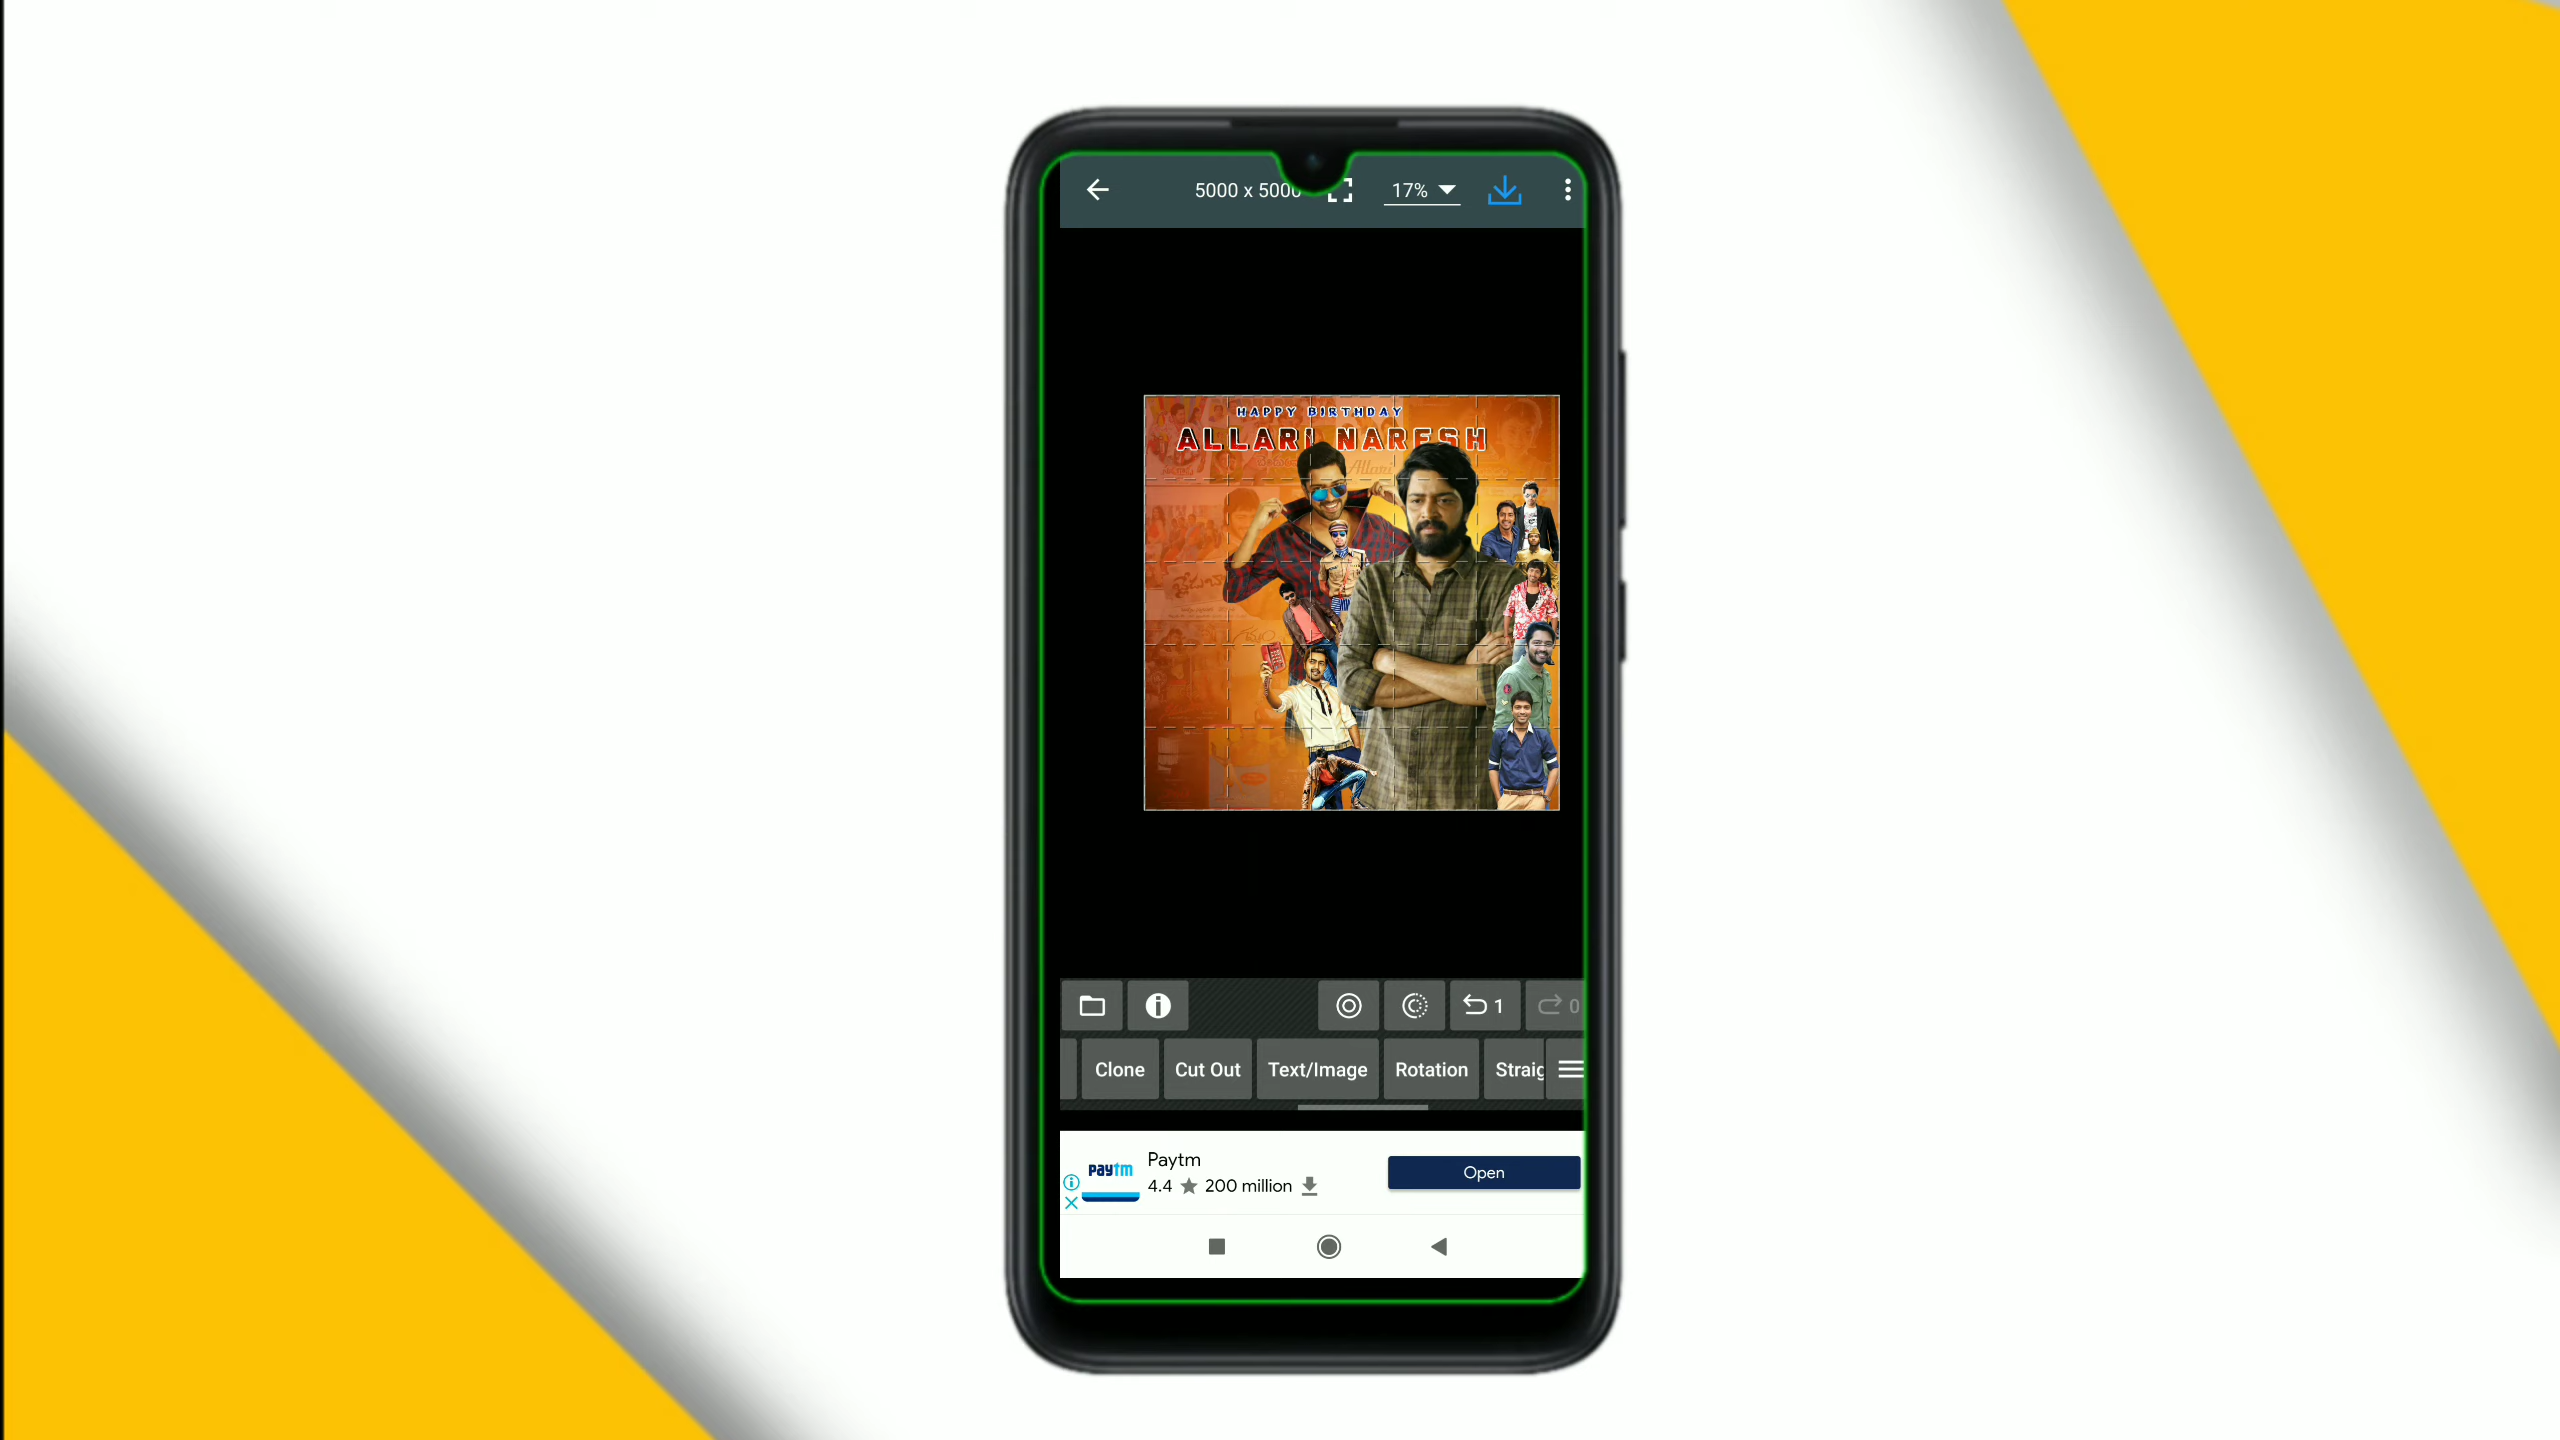 5000 x 5000
17%
HAPPY BIRTHDAY
ALLARI NARESH
Allari
1
0
Clone
Cut Out
Text/Image
Rotation
Straig
paytm
Paytm
4.4 ★ 200 million
Open